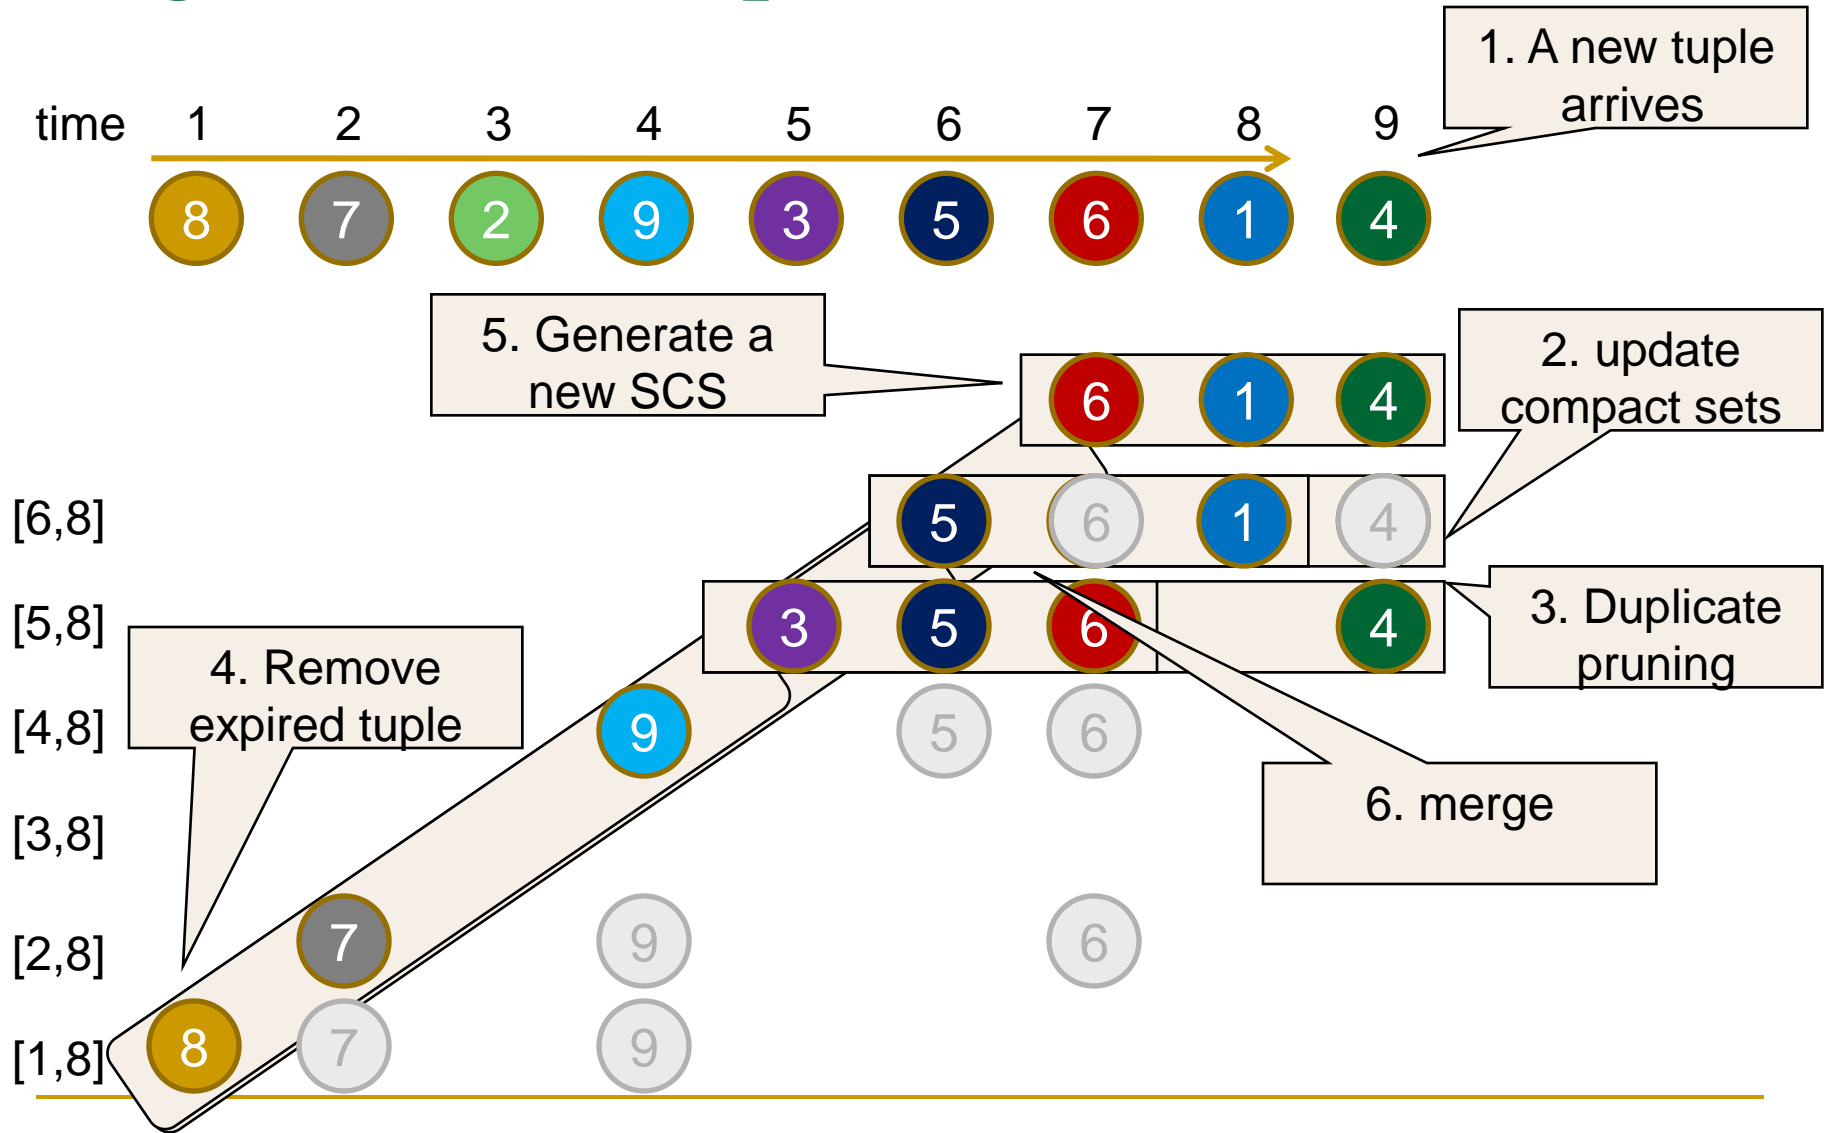 1. A new tuple
arrives
time 1 2 3 4 5 6 7 8 9
8 7 2 9 3 5 6 1 4
5. Generate a
new SCS
2. update
compact sets
6 1 4
[6,8] 5 6 1 4
3. Duplicate
pruning
[5,8] 3 5 6 4
4. Remove
expired tuple
[4,8] 9 5 6
6. merge
[3,8]
[2,8] 7 9 6
[1,8] 8 7 9